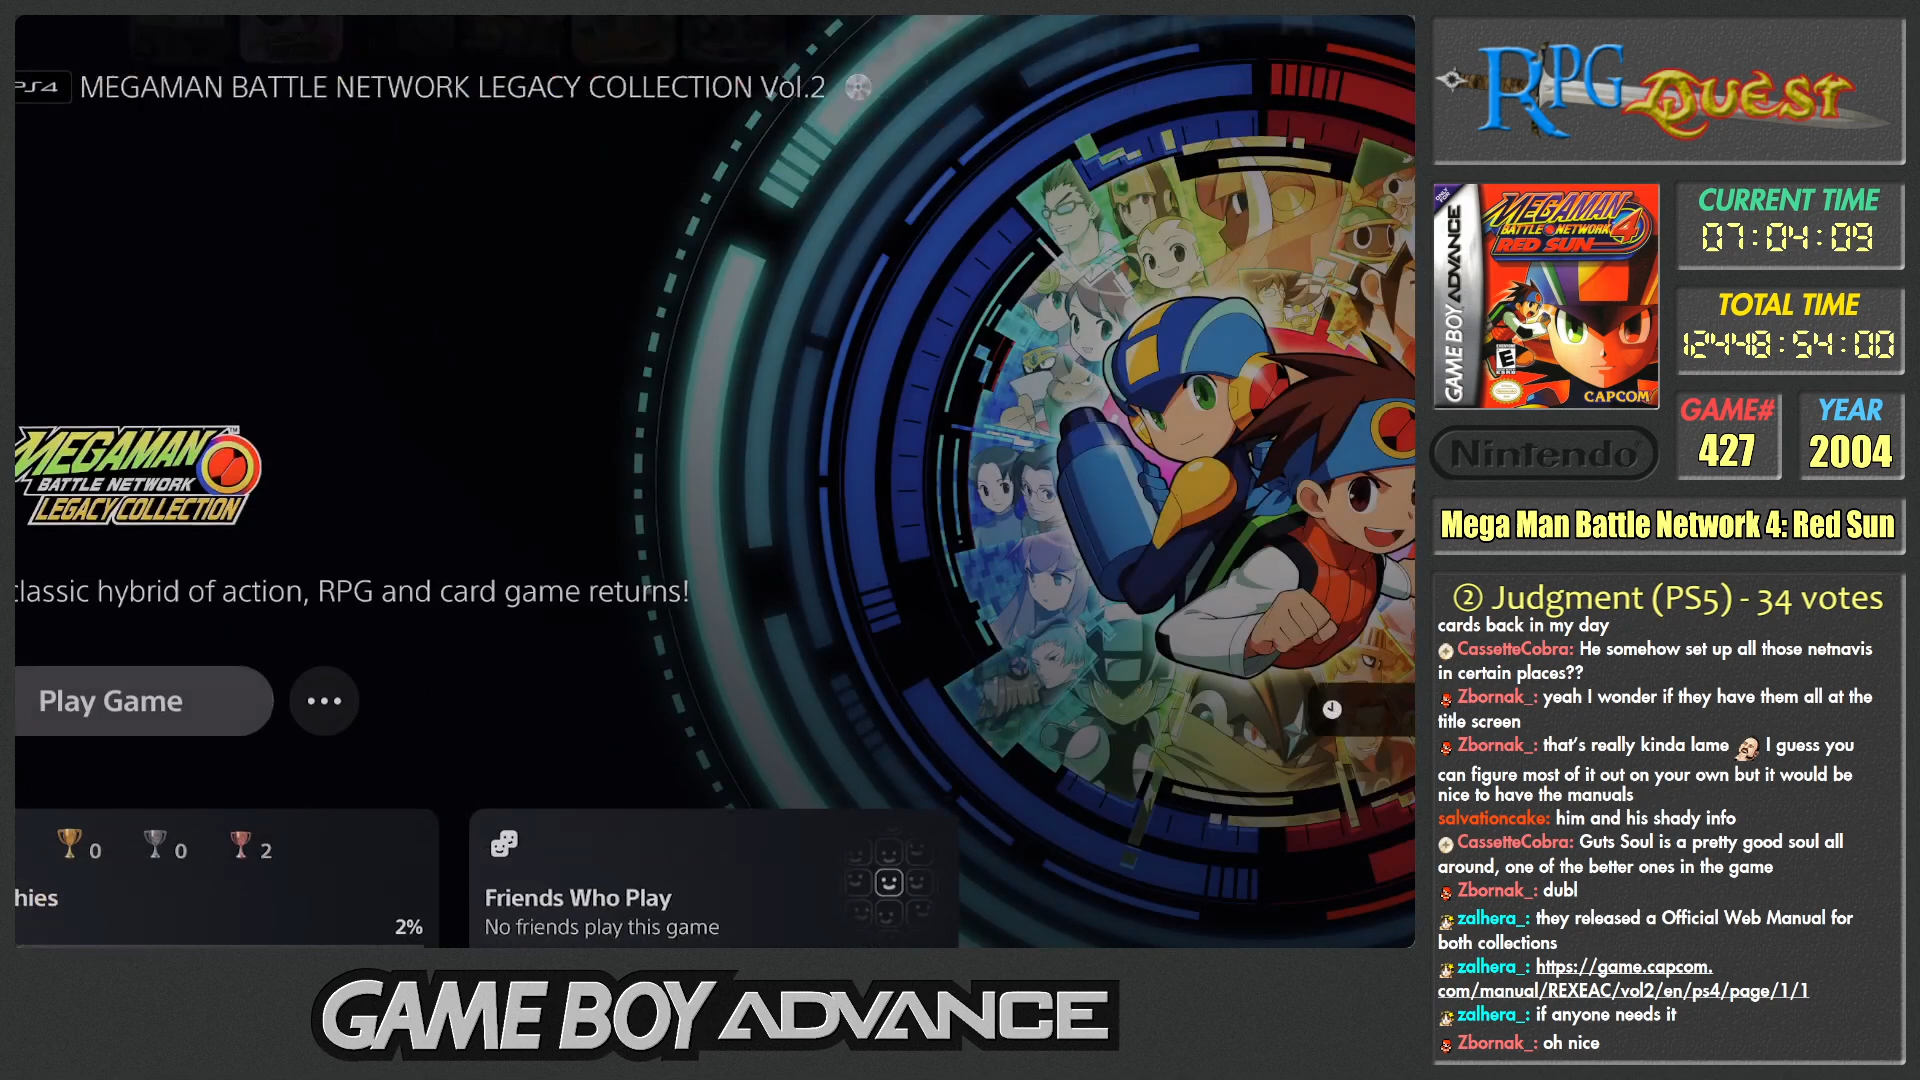 PS4 MEGAMAN BATTLE NETWORK LEGACY COLLECTION Vol.2
MEGAMAN
BATTLE NETWORK
LEGACY COLLECTION
classic hybrid of action, RPG and card game returns!
Play Game
0 0 2
hies
2%
Friends Who Play
No friends play this game
GAME BOY ADVANCE
RPG QUEST
GAME BOY ADVANCE
MEGAMAN
BATTLE NETWORK 4
RED SUN
E
CAPCOM
CURRENT TIME
07:04:09
TOTAL TIME
12448:54:00
Nintendo
GAME#
427
YEAR
2004
Mega Man Battle Network 4: Red Sun
② Judgment (PS5) - 34 votes
cards back in my day
CassetteCobra: He somehow set up all those netnavis
in certain places??
Zbornak_: yeah I wonder if they have them all at the
title screen
Zbornak_: that's really kinda lame I guess you
can figure most of it out on your own but it would be
nice to have the manuals
salvationcake: him and his shady info
CassetteCobra: Guts Soul is a pretty good soul all
around, one of the better ones in the game
Zbornak_: dubl
zalhera_: they released a Official Web Manual for
both collections
zalhera_: https://game.capcom.
com/manual/REXEAC/vol2/en/ps4/page/1/1
zalhera_: if anyone needs it
Zbornak_: oh nice